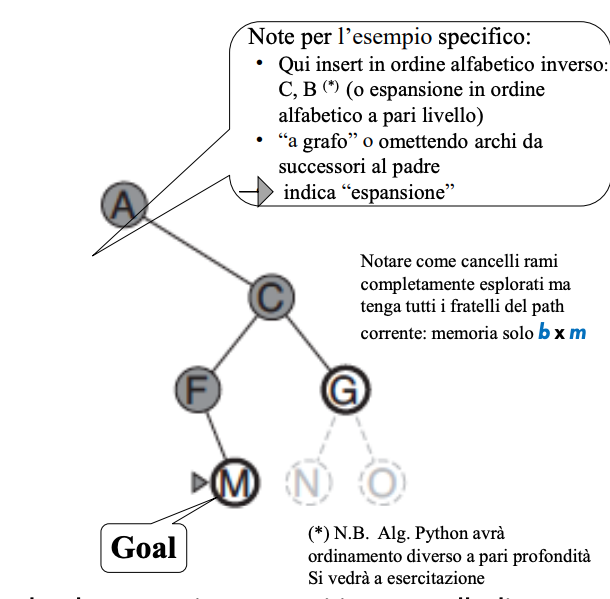 Note per l'esempio specifico:
• Qui insert in ordine alfabetico inverso:
C, B (*) (o espansione in ordine
alfabetico a pari livello)
• “a grafo” o omettendo archi da
successori al padre
indica “espansione”
A
Notare come cancelli rami
completamente esplorati ma
tenga tutti i fratelli del path
corrente: memoria solo b x m
C
F
G
M
N
O
Goal
(*) N.B. Alg. Python avrà
ordinamento diverso a pari profondità
Si vedrà a esercitazione